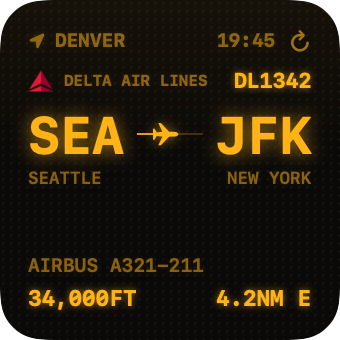 DENVER 19:45
DELTA AIR LINES DL1342
SEA JFK
SEATTLE NEW YORK
AIRBUS A321-211
34,000FT 4.2NM E